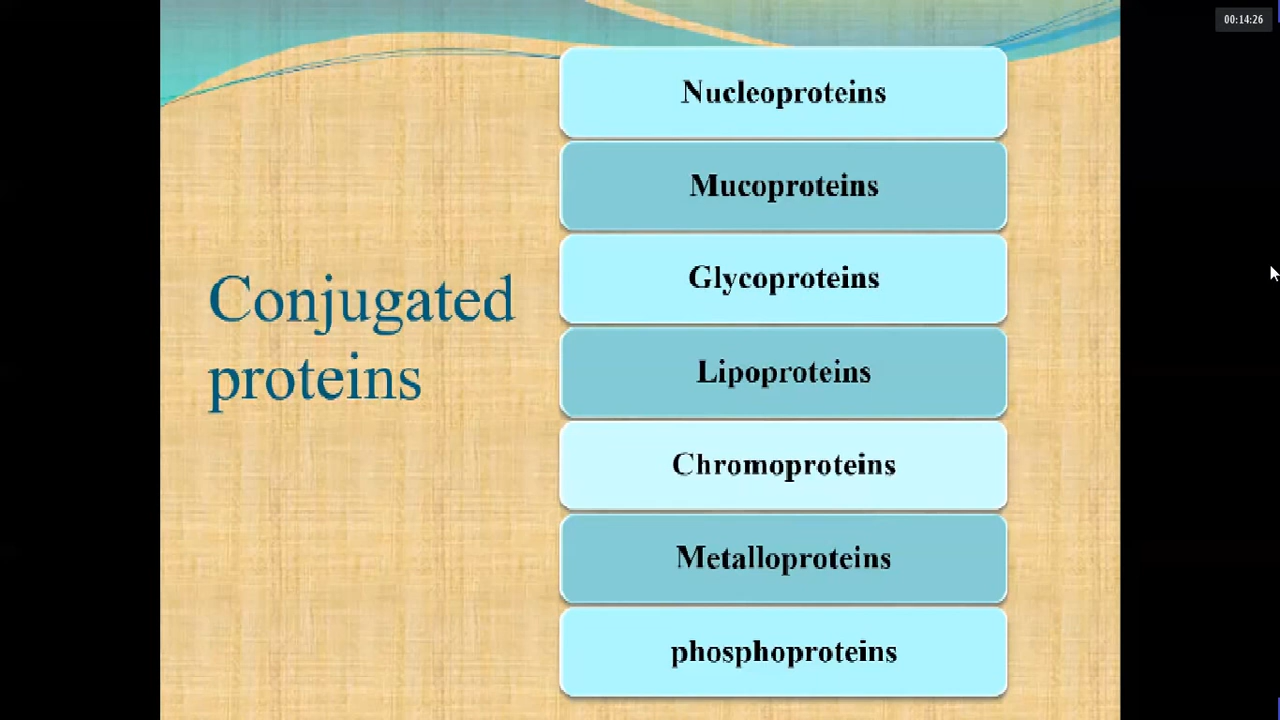 00:14:26
Nucleoproteins
Mucoproteins
Glycoproteins
Conjugated
proteins
Lipoproteins
Chromoproteins
Metalloproteins
phosphoproteins